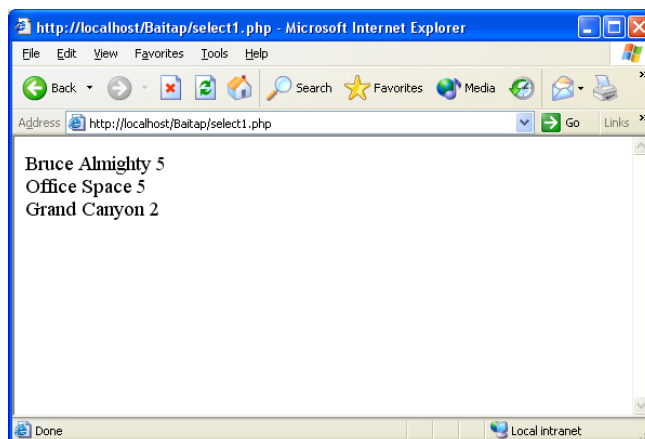 http://localhost/Baitap/select1.php - Microsoft Internet Explorer
File Edit View Favorites Tools Help
Back Search Favorites Media
Address http://localhost/Baitap/select1.php Go Links
Bruce Almighty 5
Office Space 5
Grand Canyon 2
Done Local intranet